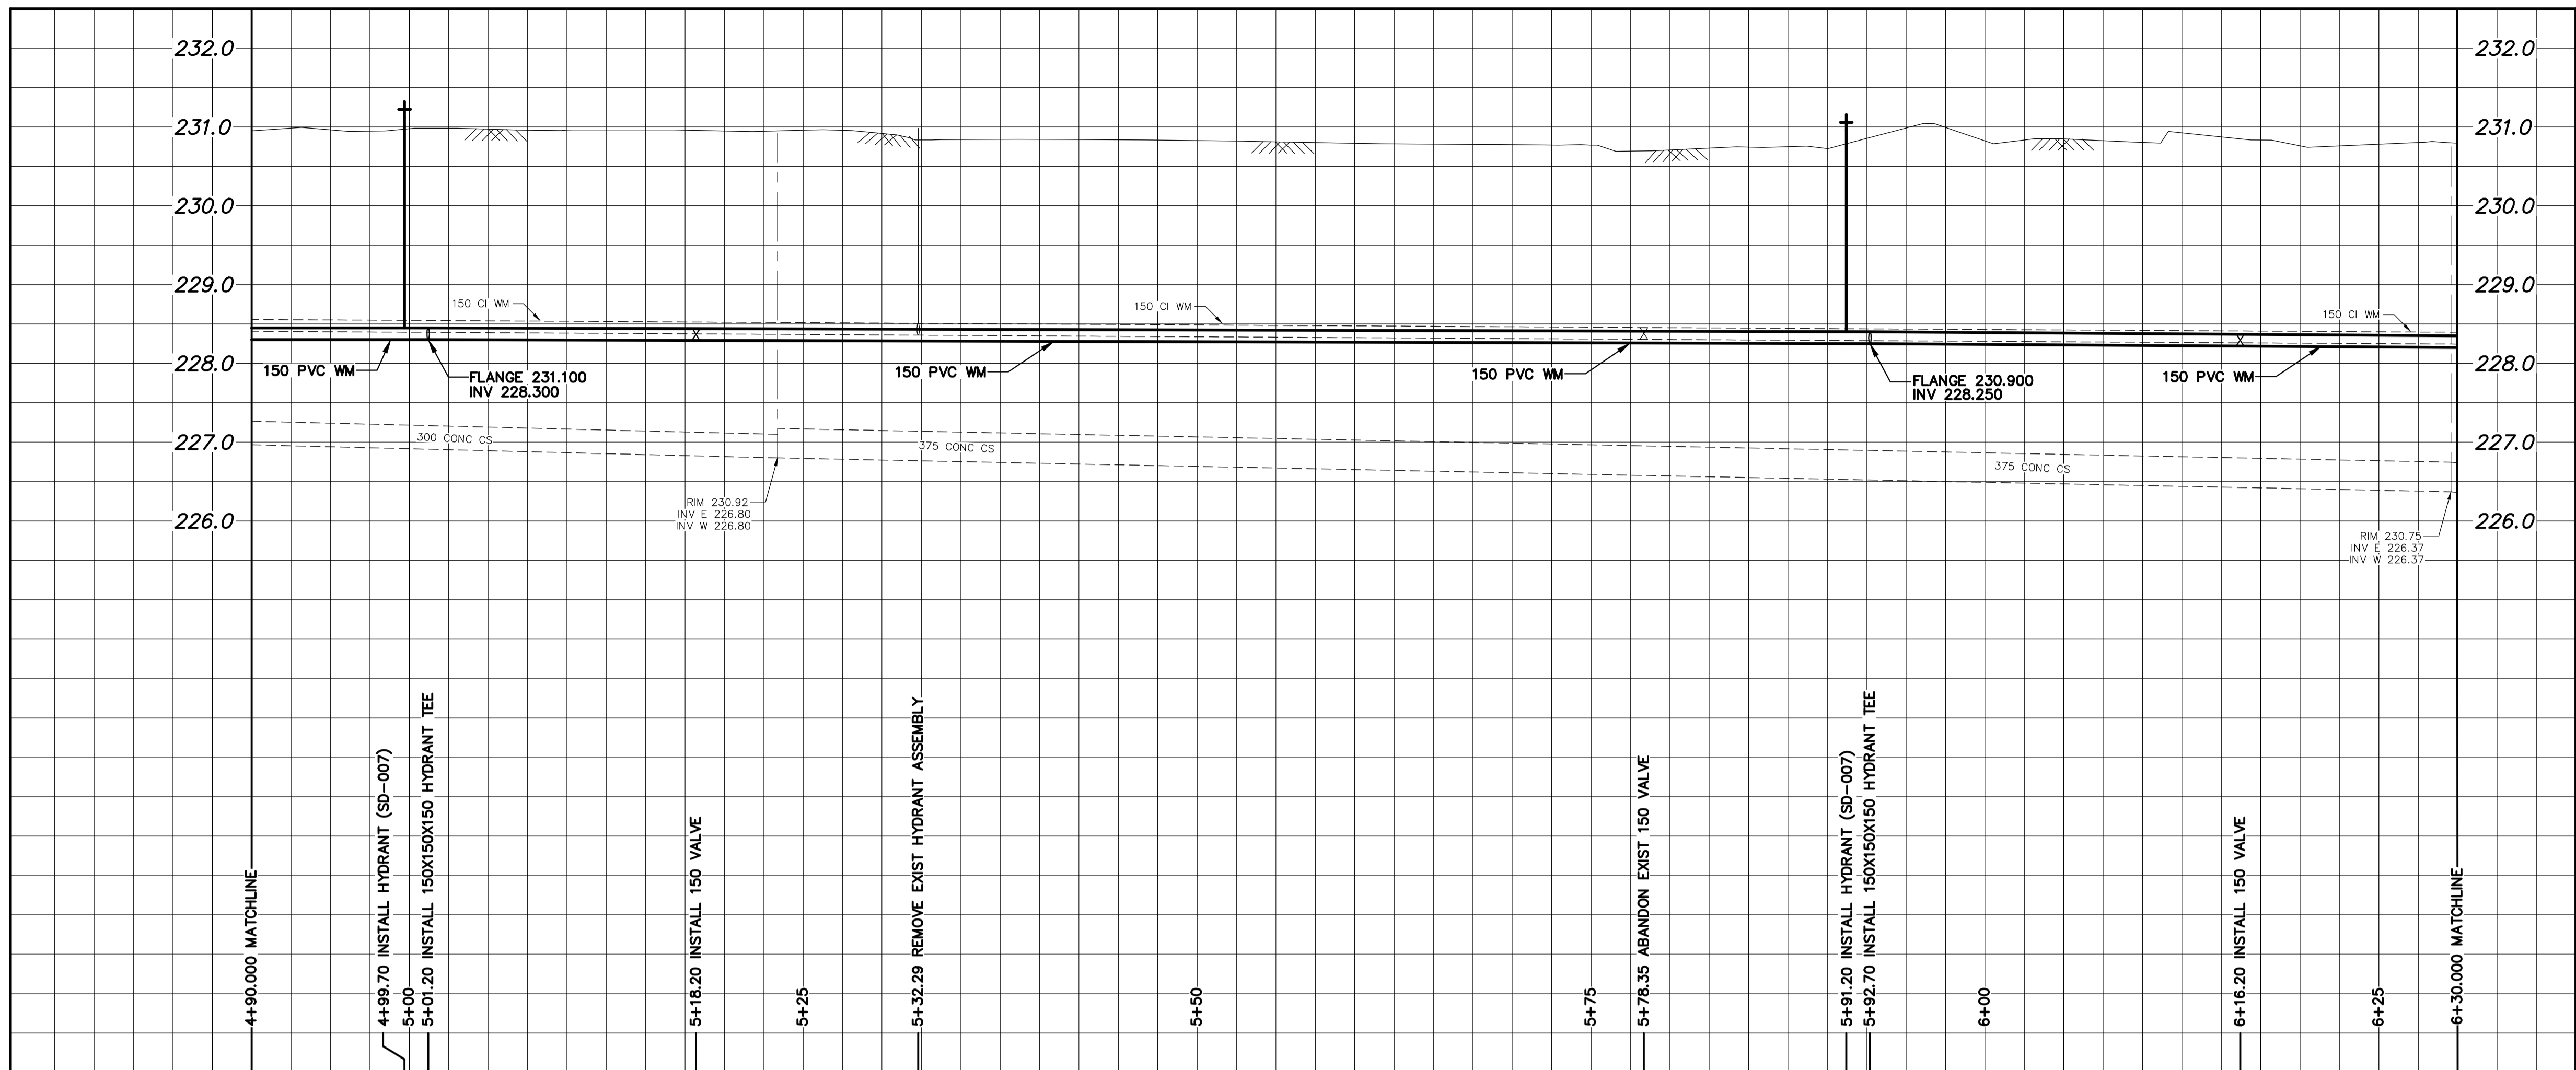 232.0
232.0
231.0
231.0
230.0
230.0
229.0
229.0
150 CI WM
150 CI WM
150 CI WM
228.0
228.0
150 PVC WM
FLANGE 231.100
INV 228.300
150 PVC WM
150 PVC WM
FLANGE 230.900
INV 228.250
150 PVC WM
227.0
227.0
300 CONC CS
375 CONC CS
375 CONC CS
RIM 230.92
INV E 226.80
INV W 226.80
226.0
226.0
RIM 230.75
INV E 226.37
INV W 226.37
4+90.000 MATCHLINE
4+99.70 INSTALL HYDRANT (SD-007)
5+00
5+01.20 INSTALL 150X150X150 HYDRANT TEE
5+18.20 INSTALL 150 VALVE
5+25
5+32.29 REMOVE EXIST HYDRANT ASSEMBLY
5+50
5+75
5+78.35 ABANDON EXIST 150 VALVE
5+91.20 INSTALL HYDRANT (SD-007)
5+92.70 INSTALL 150X150X150 HYDRANT TEE
6+00
6+16.20 INSTALL 150 VALVE
6+25
6+30.000 MATCHLINE